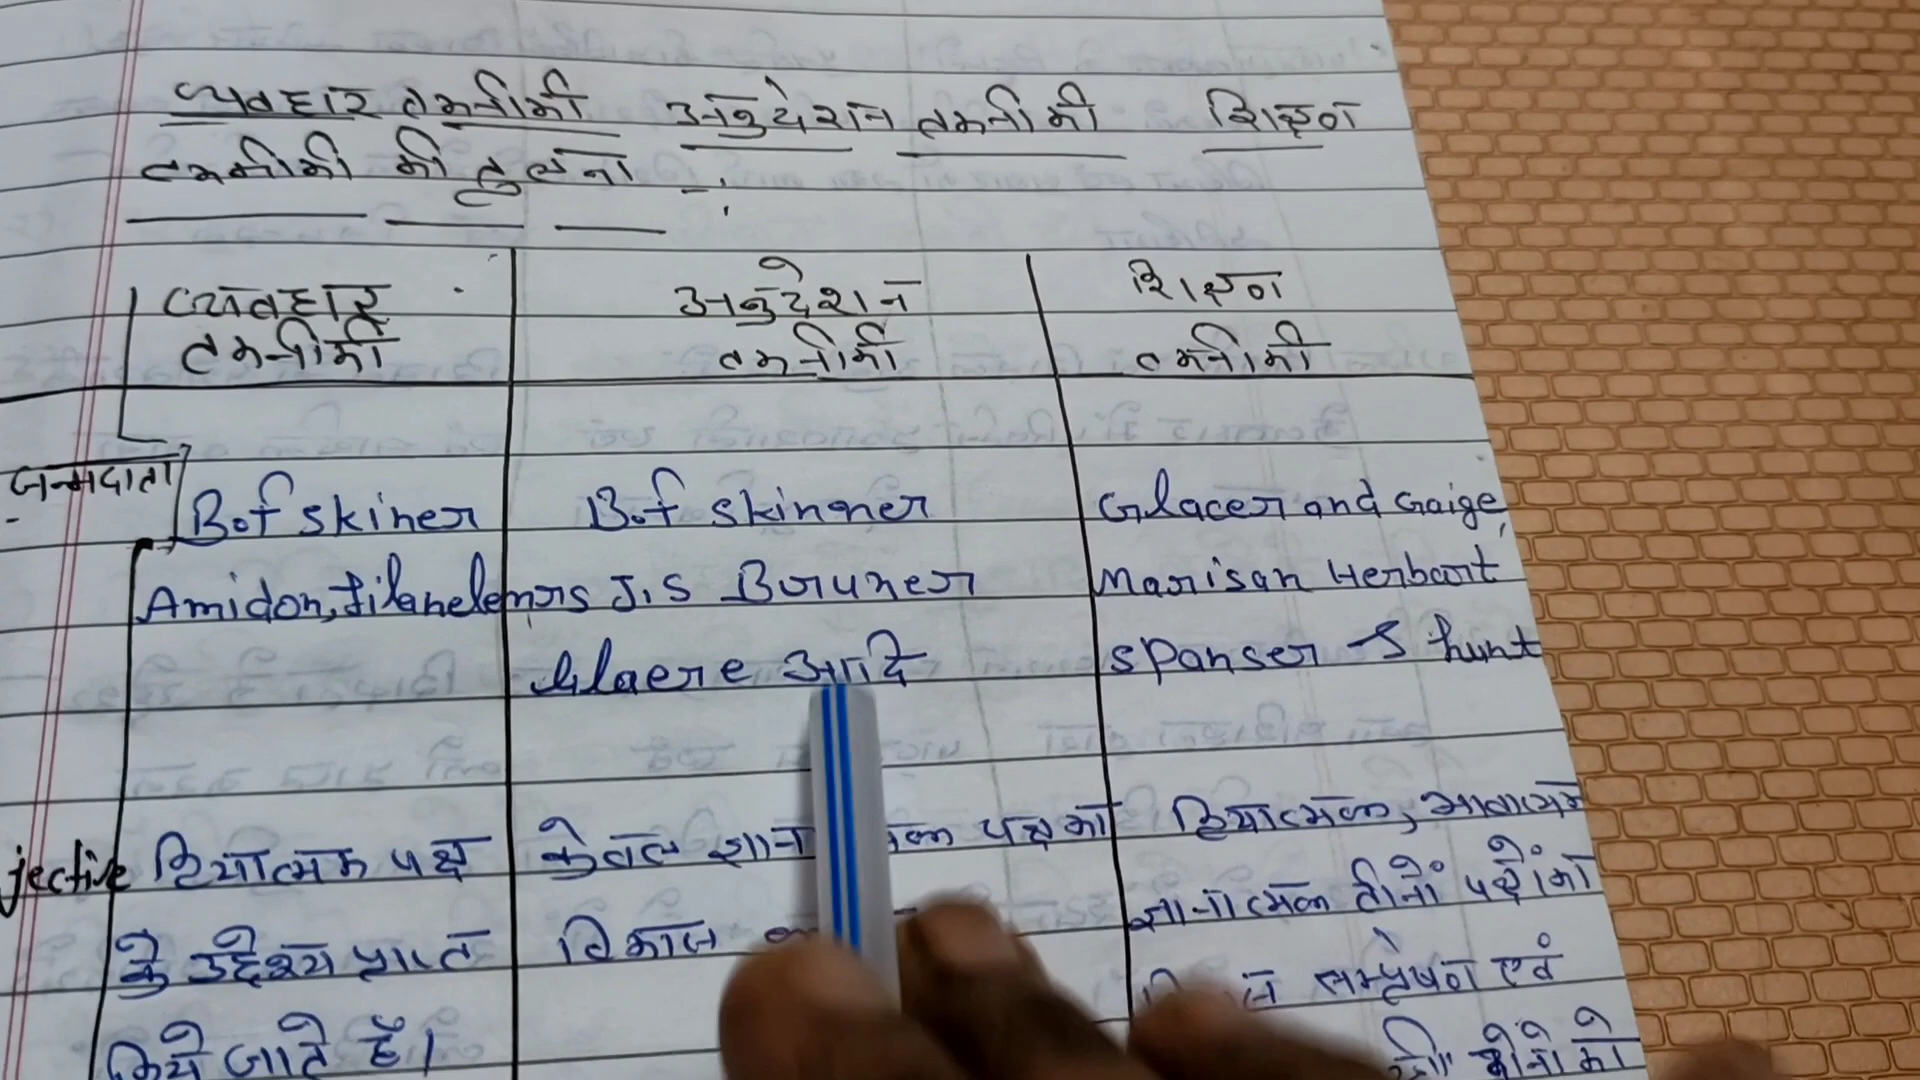 व्यवहार तकनीकी अनुदेशन तकनीकी शिक्षण
तकनीकी की तुलना -:
व्यवहार तकनीकी
अनुदेशन तकनीकी
शिक्षण तकनीकी
जन्मदाता
B.f skiner
B.f skinner
Glacer and Gaige,
Amidon,
J.S Bruner
Marisan Herbart
आदि
spanser S hunt
jective क्रियात्मक पक्ष
केवल पक्ष का
क्रियात्मक, भावात्मक
ज्ञानात्मक तीनों पक्षों का
के उद्देश्य प्राप्त
विकास
सम्प्रेषण एवं
किये जाते हैं।
दोनो के